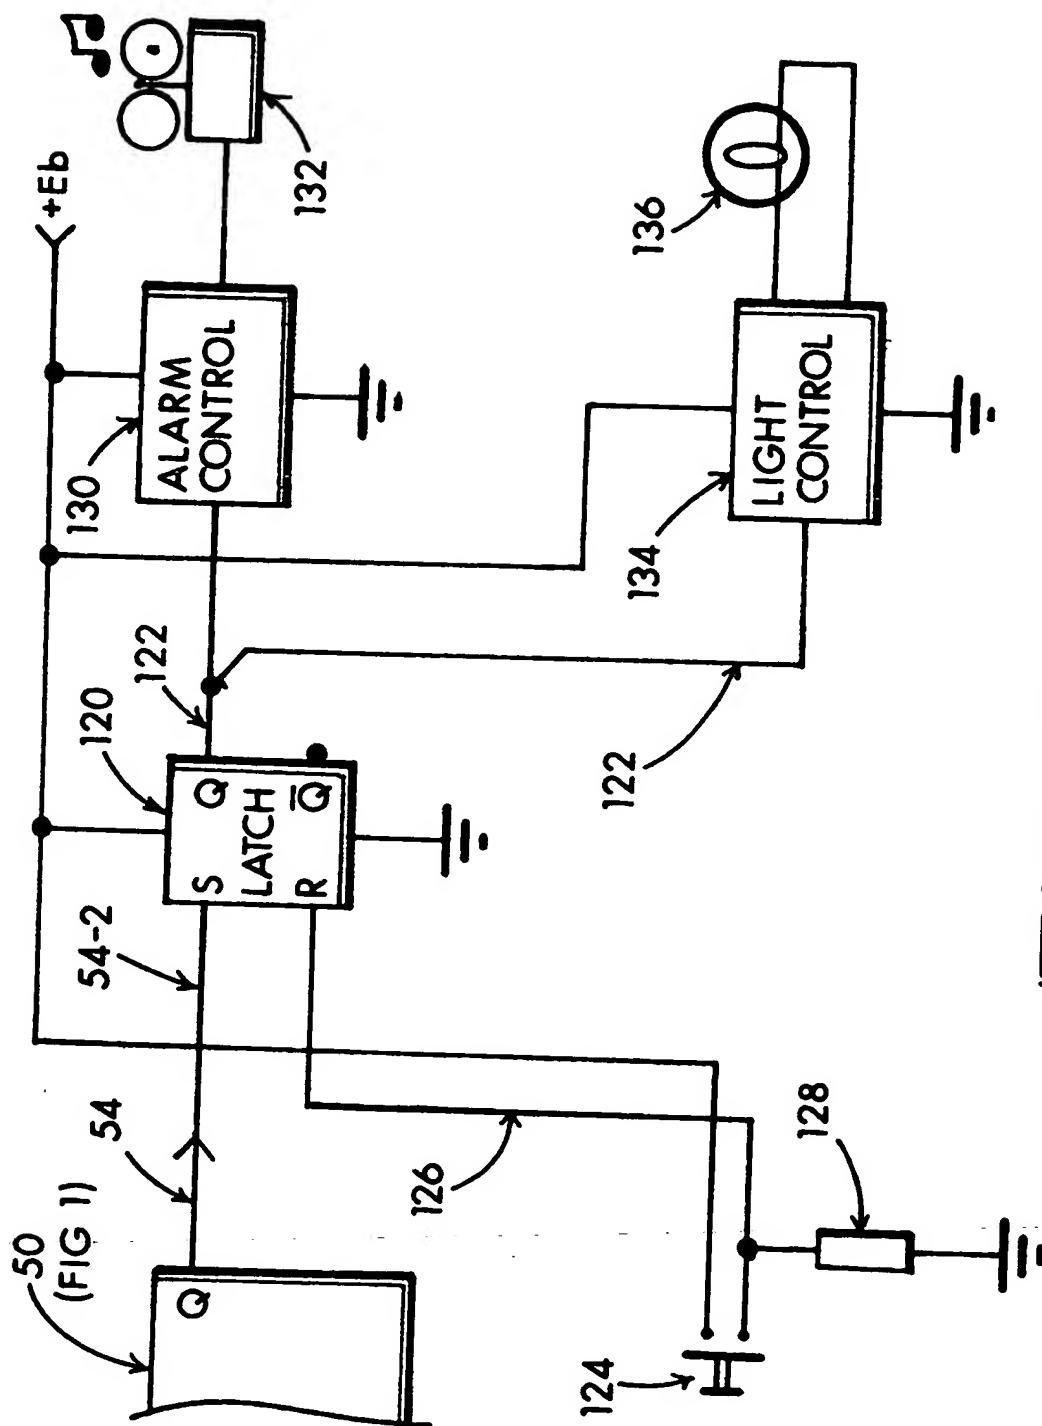 50
(FIG 1)
Q
54
54-2
120
S
Q
LATCH
R
Q̅
122
130
ALARM
CONTROL
+Eb
132
122
134
LIGHT
CONTROL
136
126
124
128